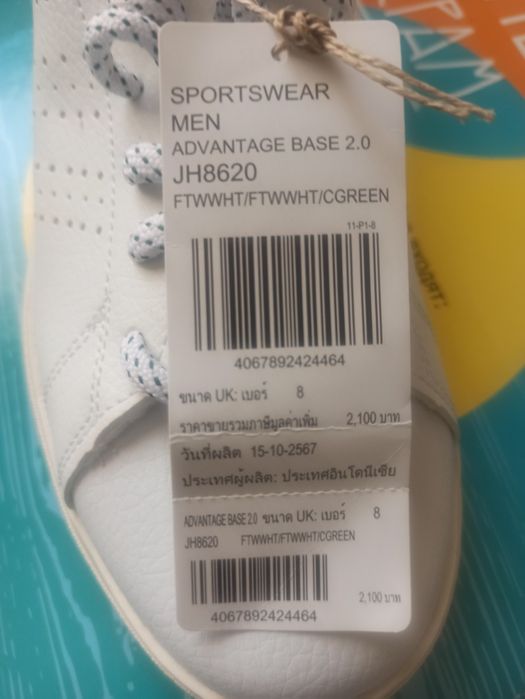 SPORTSWEAR
MEN
ADVANTAGE BASE 2.0
JH8620
FTWWHT/FTWWHT/CGREEN
11-P1-8
4067892424464
ขนาด UK: เบอร์ 8
ราคาขายรวมภาษีมูลค่าเพิ่ม 2,100 บาท
วันที่ผลิต 15-10-2567
ประเทศผู้ผลิต: ประเทศอินโดนีเซีย
ADVANTAGE BASE 2.0 ขนาด UK: เบอร์ 8
JH8620 FTWWHT/FTWWHT/CGREEN
2,100 บาท
4067892424464